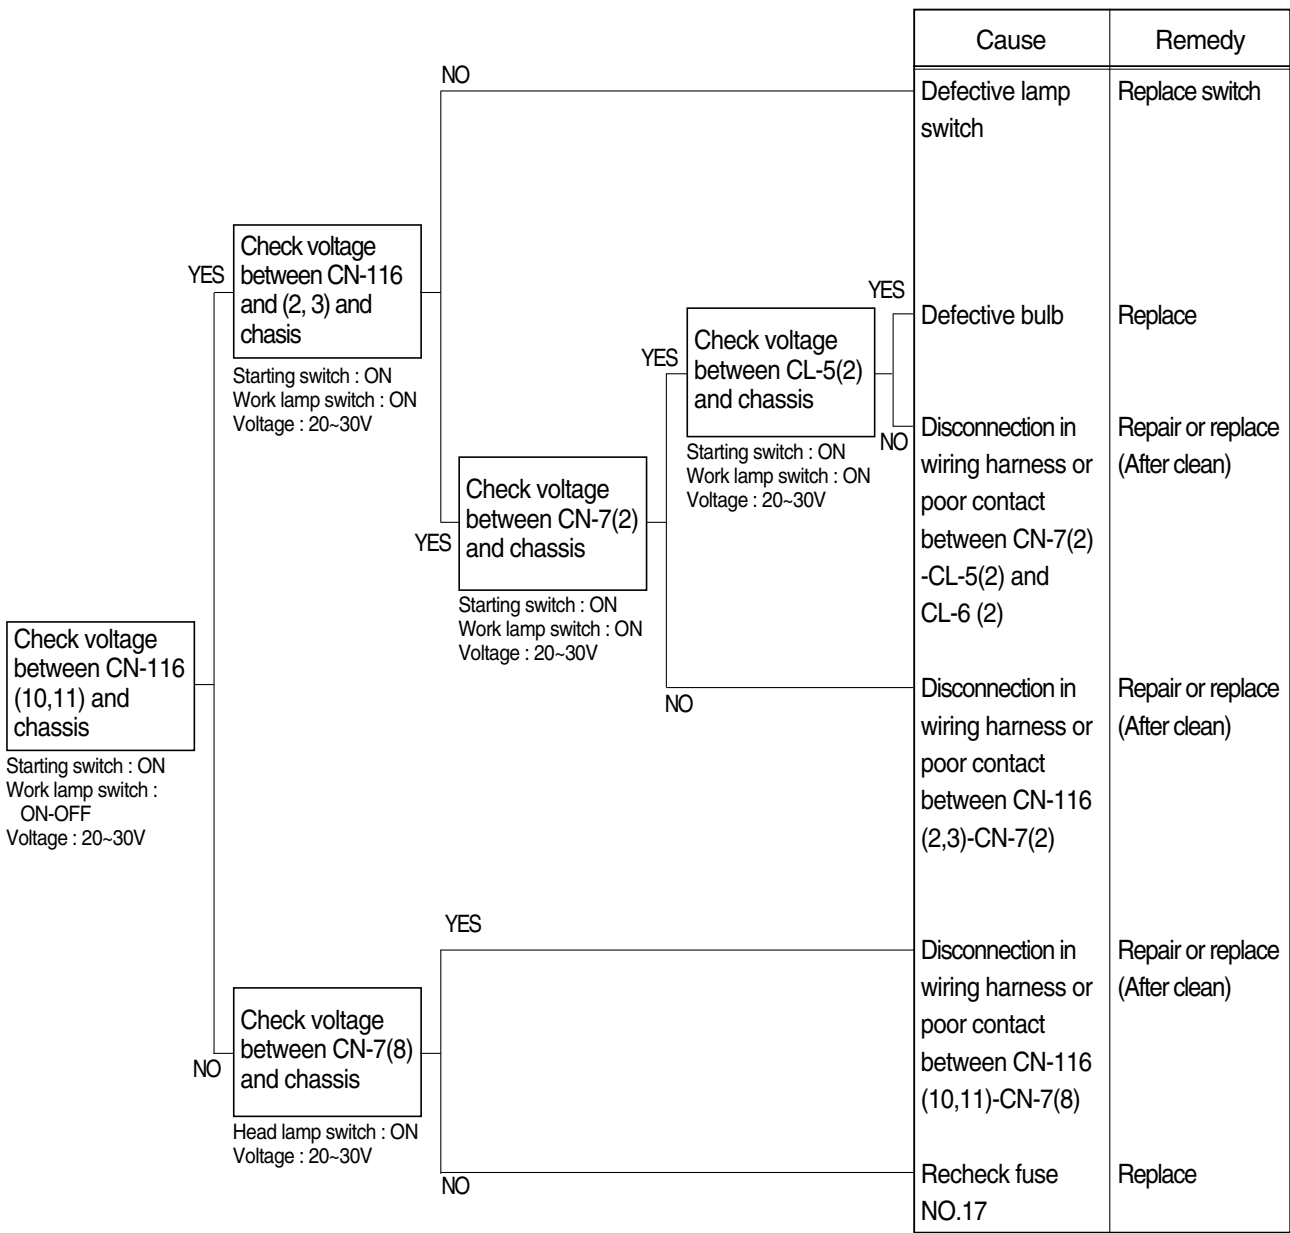 Cause
Remedy
NO
Defective lamp
switch
Replace switch
YES
Check voltage
between CN-116
and (2, 3) and
chasis
Starting switch : ON
Work lamp switch : ON
Voltage : 20~30V
YES
Defective bulb
Replace
YES
Check voltage
between CL-5(2)
and chassis
Starting switch : ON
Work lamp switch : ON
Voltage : 20~30V
NO
Disconnection in
wiring harness or
poor contact
between CN-7(2)
-CL-5(2) and
CL-6 (2)
Repair or replace
(After clean)
YES
Check voltage
between CN-7(2)
and chassis
Starting switch : ON
Work lamp switch : ON
Voltage : 20~30V
NO
Disconnection in
wiring harness or
poor contact
between CN-116
(2,3)-CN-7(2)
Repair or replace
(After clean)
Check voltage
between CN-116
(10,11) and
chassis
Starting switch : ON
Work lamp switch :
ON-OFF
Voltage : 20~30V
YES
Disconnection in
wiring harness or
poor contact
between CN-116
(10,11)-CN-7(8)
Repair or replace
(After clean)
NO
Check voltage
between CN-7(8)
and chassis
Head lamp switch : ON
Voltage : 20~30V
NO
Recheck fuse
NO.17
Replace